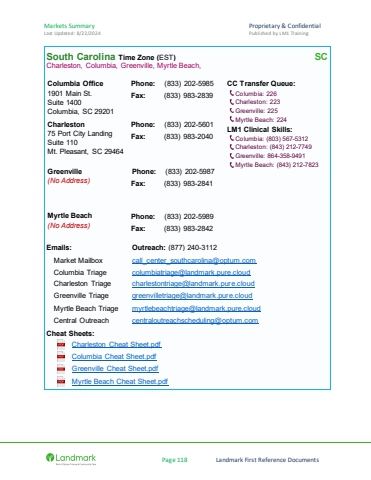 Markets Summary
Proprietary & Confidential
Last Updated: 8/22/2024
Published by LM1 Training
South Carolina Time Zone (EST)
SC
Charleston, Columbia, Greenville, Myrtle Beach,
Columbia Office
1901 Main St.
Suite 1400
Columbia, SC 29201
Phone: (833) 202-5985
Fax: (833) 983-2839
CC Transfer Queue:
Columbia: 226
Charleston: 223
Greenville: 225
Myrtle Beach: 224
LM1 Clinical Skills:
Columbia: (803) 567-5312
Charleston: (843) 212-7749
Greenville: 864-358-9491
Myrtle Beach: (843) 212-7823
Charleston
75 Port City Landing
Suite 110
Mt. Pleasant, SC 29464
Phone: (833) 202-5601
Fax: (833) 983-2040
Greenville
(No Address)
Phone: (833) 202-5987
Fax: (833) 983-2841
Myrtle Beach
(No Address)
Phone: (833) 202-5989
Fax: (833) 983-2842
Emails:
Outreach: (877) 240-3112
Market Mailbox call_center_southcarolina@optum.com
Columbia Triage columbiatriage@landmark.pure.cloud
Charleston Triage charlestontriage@landmark.pure.cloud
Greenville Triage greenvilletriage@landmark.pure.cloud
Myrtle Beach Triage myrtlebeachtriage@landmark.pure.cloud
Central Outreach centraloutreachscheduling@optum.com
Cheat Sheets:
Charleston Cheat Sheet.pdf
Columbia Cheat Sheet.pdf
Greenville Cheat Sheet.pdf
Myrtle Beach Cheat Sheet.pdf
Landmark
Page 118
Landmark First Reference Documents